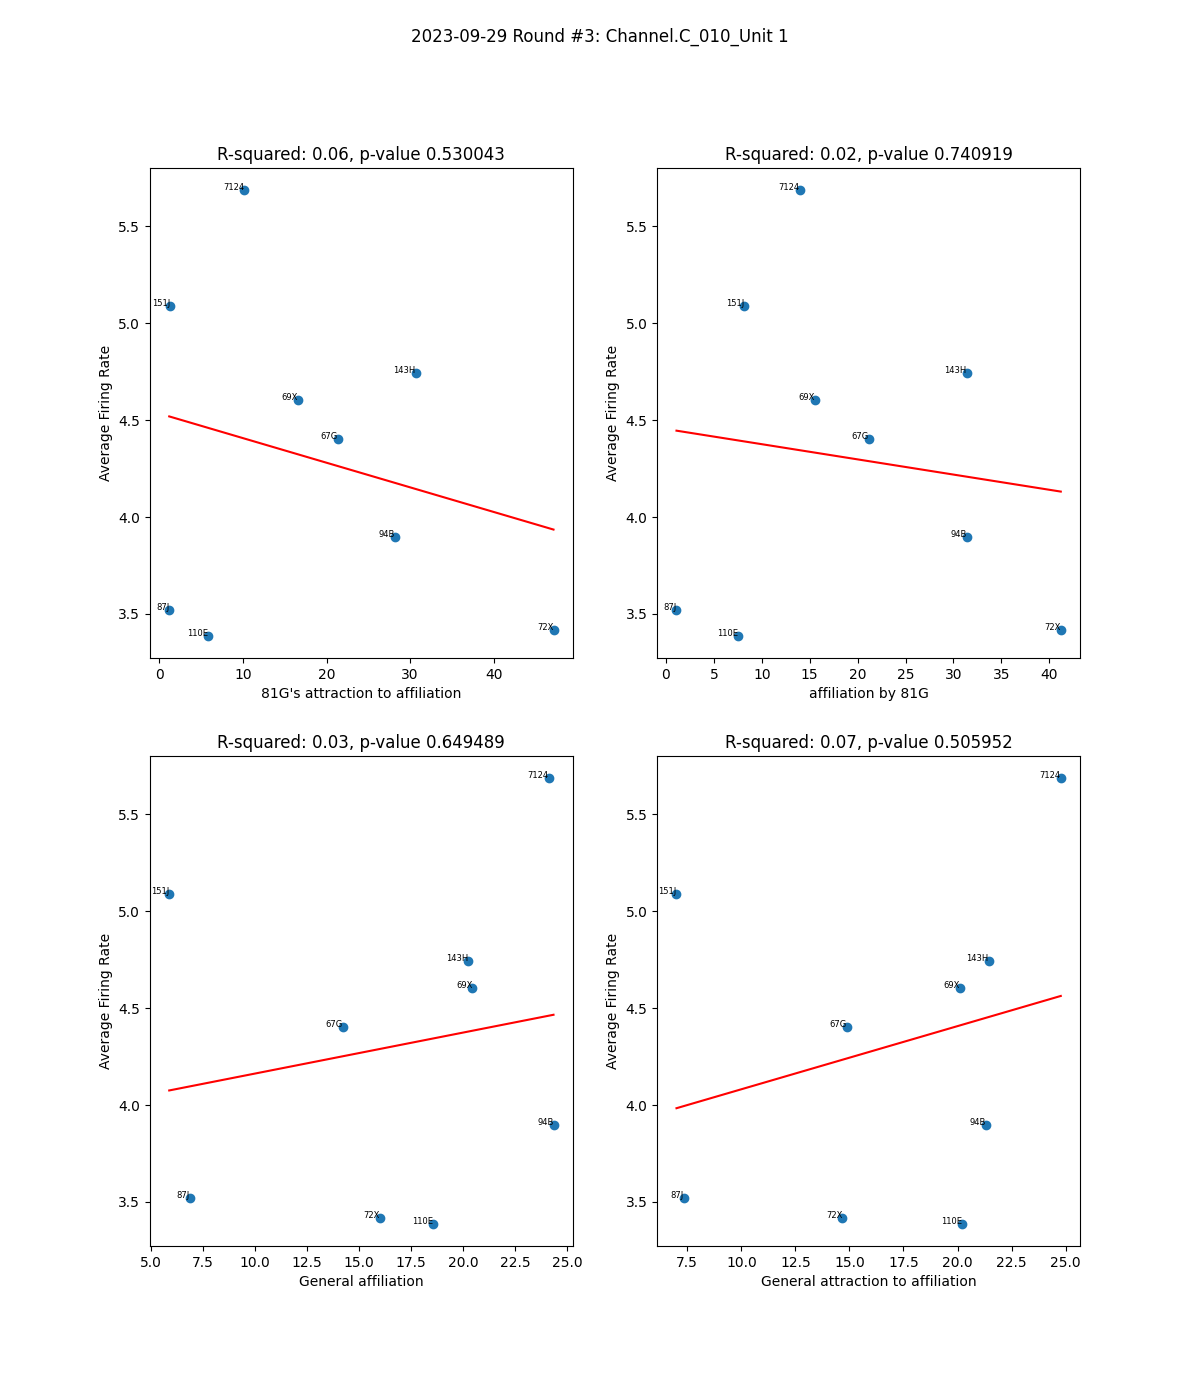 2023-09-29 Round #3: Channel.C_010_Unit 1
R-squared: 0.06, p-value 0.530043
7124
151J
143H
69X
67G
94B
87J
110E
72X
5.5
5.0
4.5
4.0
3.5
Average Firing Rate
0 10 20 30 40
81G's attraction to affiliation
R-squared: 0.02, p-value 0.740919
7124
151J
143H
69X
67G
94B
87J
110E
72X
5.5
5.0
4.5
4.0
3.5
Average Firing Rate
0 5 10 15 20 25 30 35 40
affiliation by 81G
R-squared: 0.03, p-value 0.649489
7124
151J
143H
69X
67G
94B
87J
72X
110E
5.5
5.0
4.5
4.0
3.5
Average Firing Rate
5.0 7.5 10.0 12.5 15.0 17.5 20.0 22.5 25.0
General affiliation
R-squared: 0.07, p-value 0.505952
7124
151J
143H
69X
67G
94B
87J
72X
110E
5.5
5.0
4.5
4.0
3.5
Average Firing Rate
7.5 10.0 12.5 15.0 17.5 20.0 22.5 25.0
General attraction to affiliation